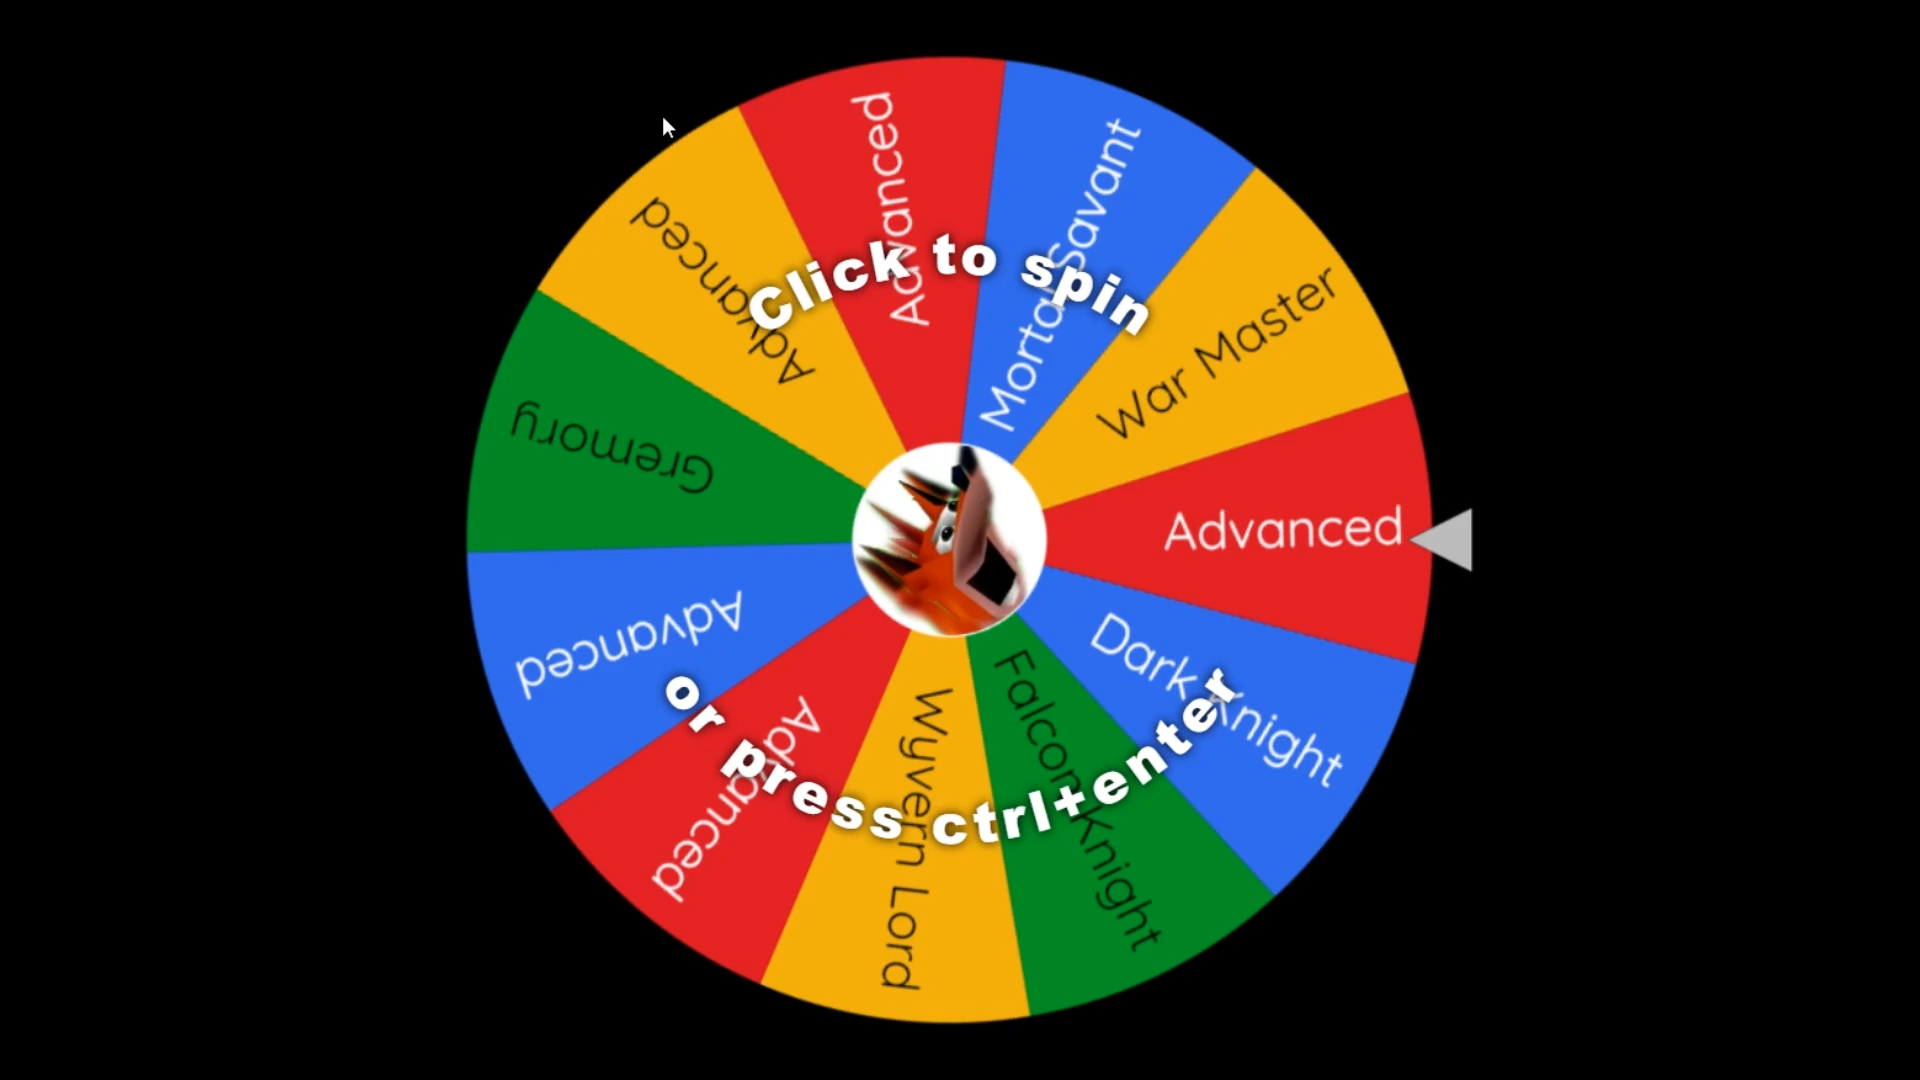 Click to spin
or press ctrl+enter
Advanced
Mortal Savant
War Master
Advanced
Dark Knight
Falcon Knight
Wyvern Lord
Advanced
Advanced
Gremory
Advanced